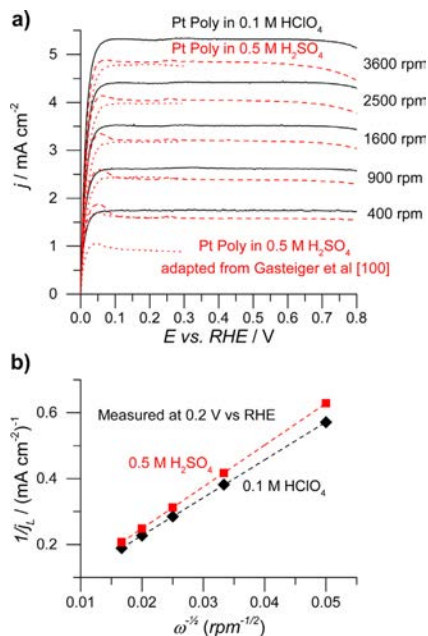 a)
Pt Poly in 0.1 M HClO₄
Pt Poly in 0.5 M H₂SO₄
5
3600 rpm
4
2500 rpm
j / mA cm⁻²
3
1600 rpm
2
900 rpm
400 rpm
1
Pt Poly in 0.5 M H₂SO₄
adapted from Gasteiger et al [100]
0
0.0 0.1 0.2 0.3 0.4 0.5 0.6 0.7 0.8
E vs. RHE / V
b)
Measured at 0.2 V vs RHE
0.6
0.5 M H₂SO₄
0.1 M HClO₄
0.4
0.2
1/j_L / (mA cm⁻²)⁻¹
0.01 0.02 0.03 0.04 0.05
ω⁻½ (rpm⁻¹/²)